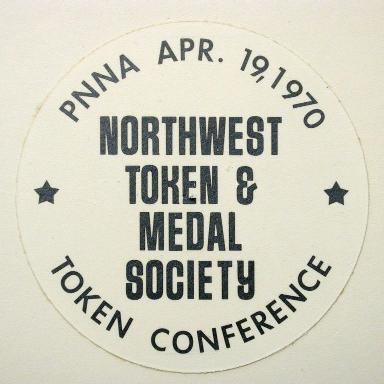 PNNA APR. 19, 1970
NORTHWEST
TOKEN &
MEDAL
SOCIETY
TOKEN CONFERENCE